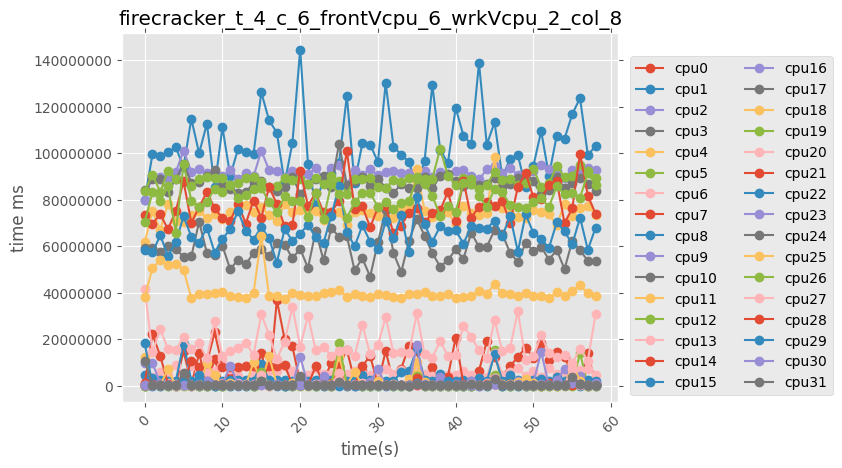 firecracker_t_4_c_6_frontVcpu_6_wrkVcpu_2_col_8
time ms
140000000
120000000
100000000
80000000
60000000
40000000
20000000
0
0
10
20
30
40
50
60
time(s)
cpu0
cpu1
cpu2
cpu3
cpu4
cpu5
cpu6
cpu7
cpu8
cpu9
cpu10
cpu11
cpu12
cpu13
cpu14
cpu15
cpu16
cpu17
cpu18
cpu19
cpu20
cpu21
cpu22
cpu23
cpu24
cpu25
cpu26
cpu27
cpu28
cpu29
cpu30
cpu31